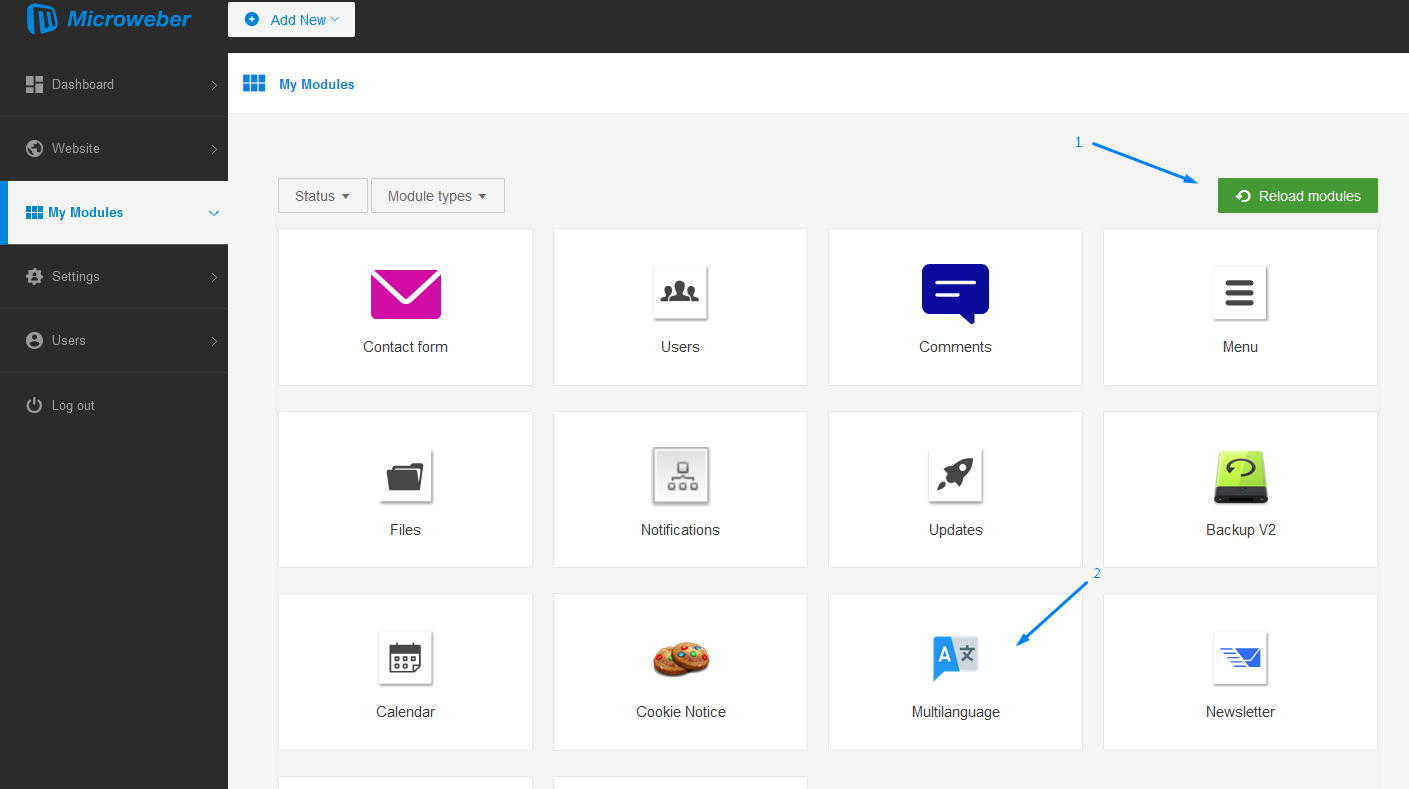 Microweber
Add New
Dashboard
Website
My Modules
Settings
Users
Log out
My Modules
1
Status
Module types
Reload modules
Contact form
Users
Comments
Menu
Files
Notifications
Updates
Backup V2
2
A 文
Calendar
Cookie Notice
Multilanguage
Newsletter